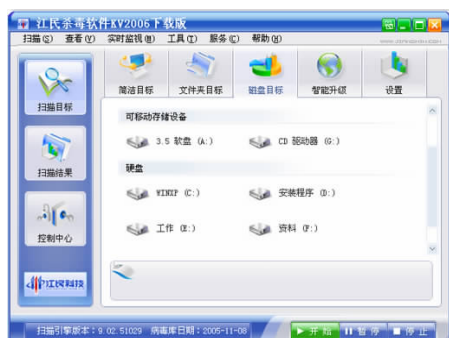 江民杀毒软件KV2006下载版
扫描(S) 查看(V) 实时监视(M) 工具(T) 服务(C) 帮助(H)
简洁目标 文件夹目标 磁盘目标 智能升级 设置
扫描目标
扫描结果
控制中心
江民科技
可移动存储设备
3.5 软盘 (A:) CD 驱动器 (G:)
硬盘
WINXP (C:) 安装程序 (D:)
工作 (E:) 资料 (F:)
扫描引擎版本：9.02.51029 病毒库日期：2005-11-08
开始 暂停 停止